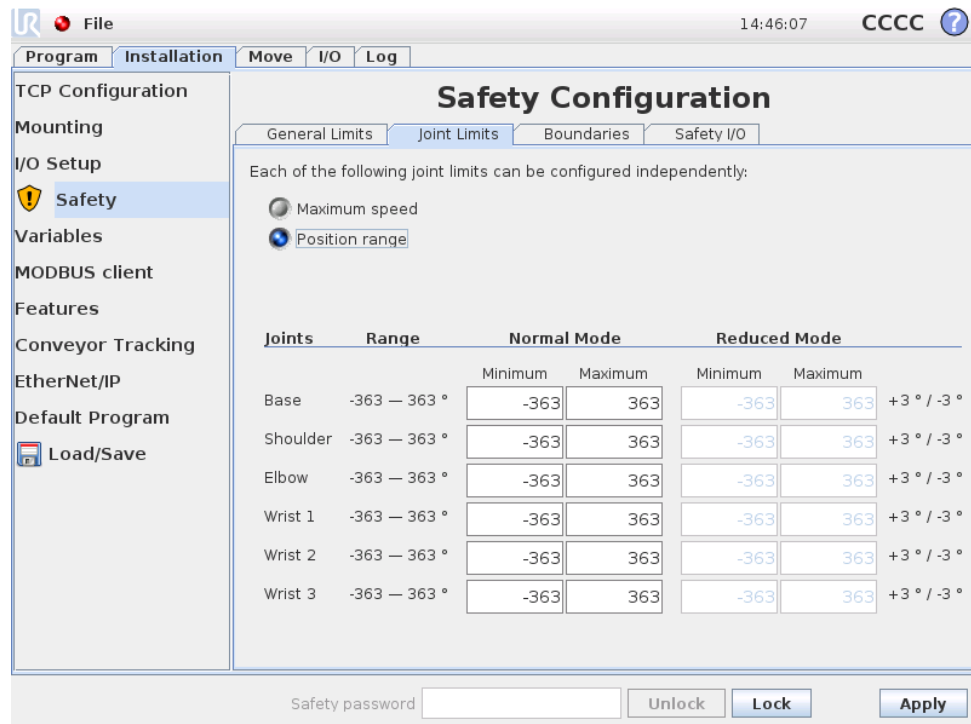 UR File 14:46:07 CCCC ?
Program Installation Move I/O Log
TCP Configuration
Mounting
I/O Setup
! Safety
Variables
MODBUS client
Features
Conveyor Tracking
EtherNet/IP
Default Program
Load/Save
Safety Configuration
General Limits Joint Limits Boundaries Safety I/O
Each of the following joint limits can be configured independently:
Maximum speed
Position range
Joints Range Normal Mode Reduced Mode
Minimum Maximum Minimum Maximum
Base -363 — 363 ° -363 363 -363 363 +3 ° / -3 °
Shoulder -363 — 363 ° -363 363 -363 363 +3 ° / -3 °
Elbow -363 — 363 ° -363 363 -363 363 +3 ° / -3 °
Wrist 1 -363 — 363 ° -363 363 -363 363 +3 ° / -3 °
Wrist 2 -363 — 363 ° -363 363 -363 363 +3 ° / -3 °
Wrist 3 -363 — 363 ° -363 363 -363 363 +3 ° / -3 °
Safety password Unlock Lock Apply